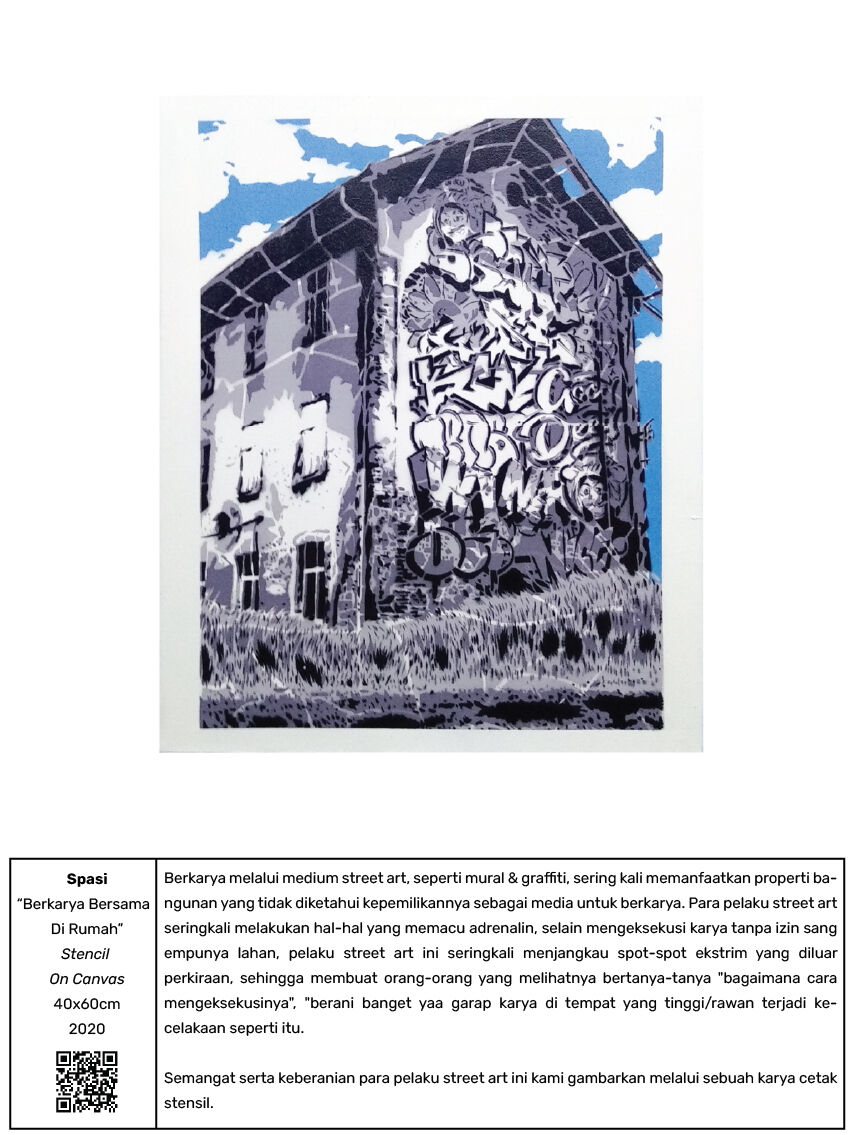 Spasi
“Berkarya Bersama
Di Rumah”
Stencil
On Canvas
40x60cm
2020
Berkarya melalui medium street art, seperti mural & graffiti, sering kali memanfaatkan properti ba-
ngunan yang tidak diketahui kepemilikannya sebagai media untuk berkarya. Para pelaku street art
seringkali melakukan hal-hal yang memacu adrenalin, selain mengeksekusi karya tanpa izin sang
empunya lahan, pelaku street art ini seringkali menjangkau spot-spot ekstrim yang diluar
perkiraan, sehingga membuat orang-orang yang melihatnya bertanya-tanya "bagaimana cara
mengeksekusinya", "berani banget yaa garap karya di tempat yang tinggi/rawan terjadi ke-
celakaan seperti itu.
Semangat serta keberanian para pelaku street art ini kami gambarkan melalui sebuah karya cetak
stensil.